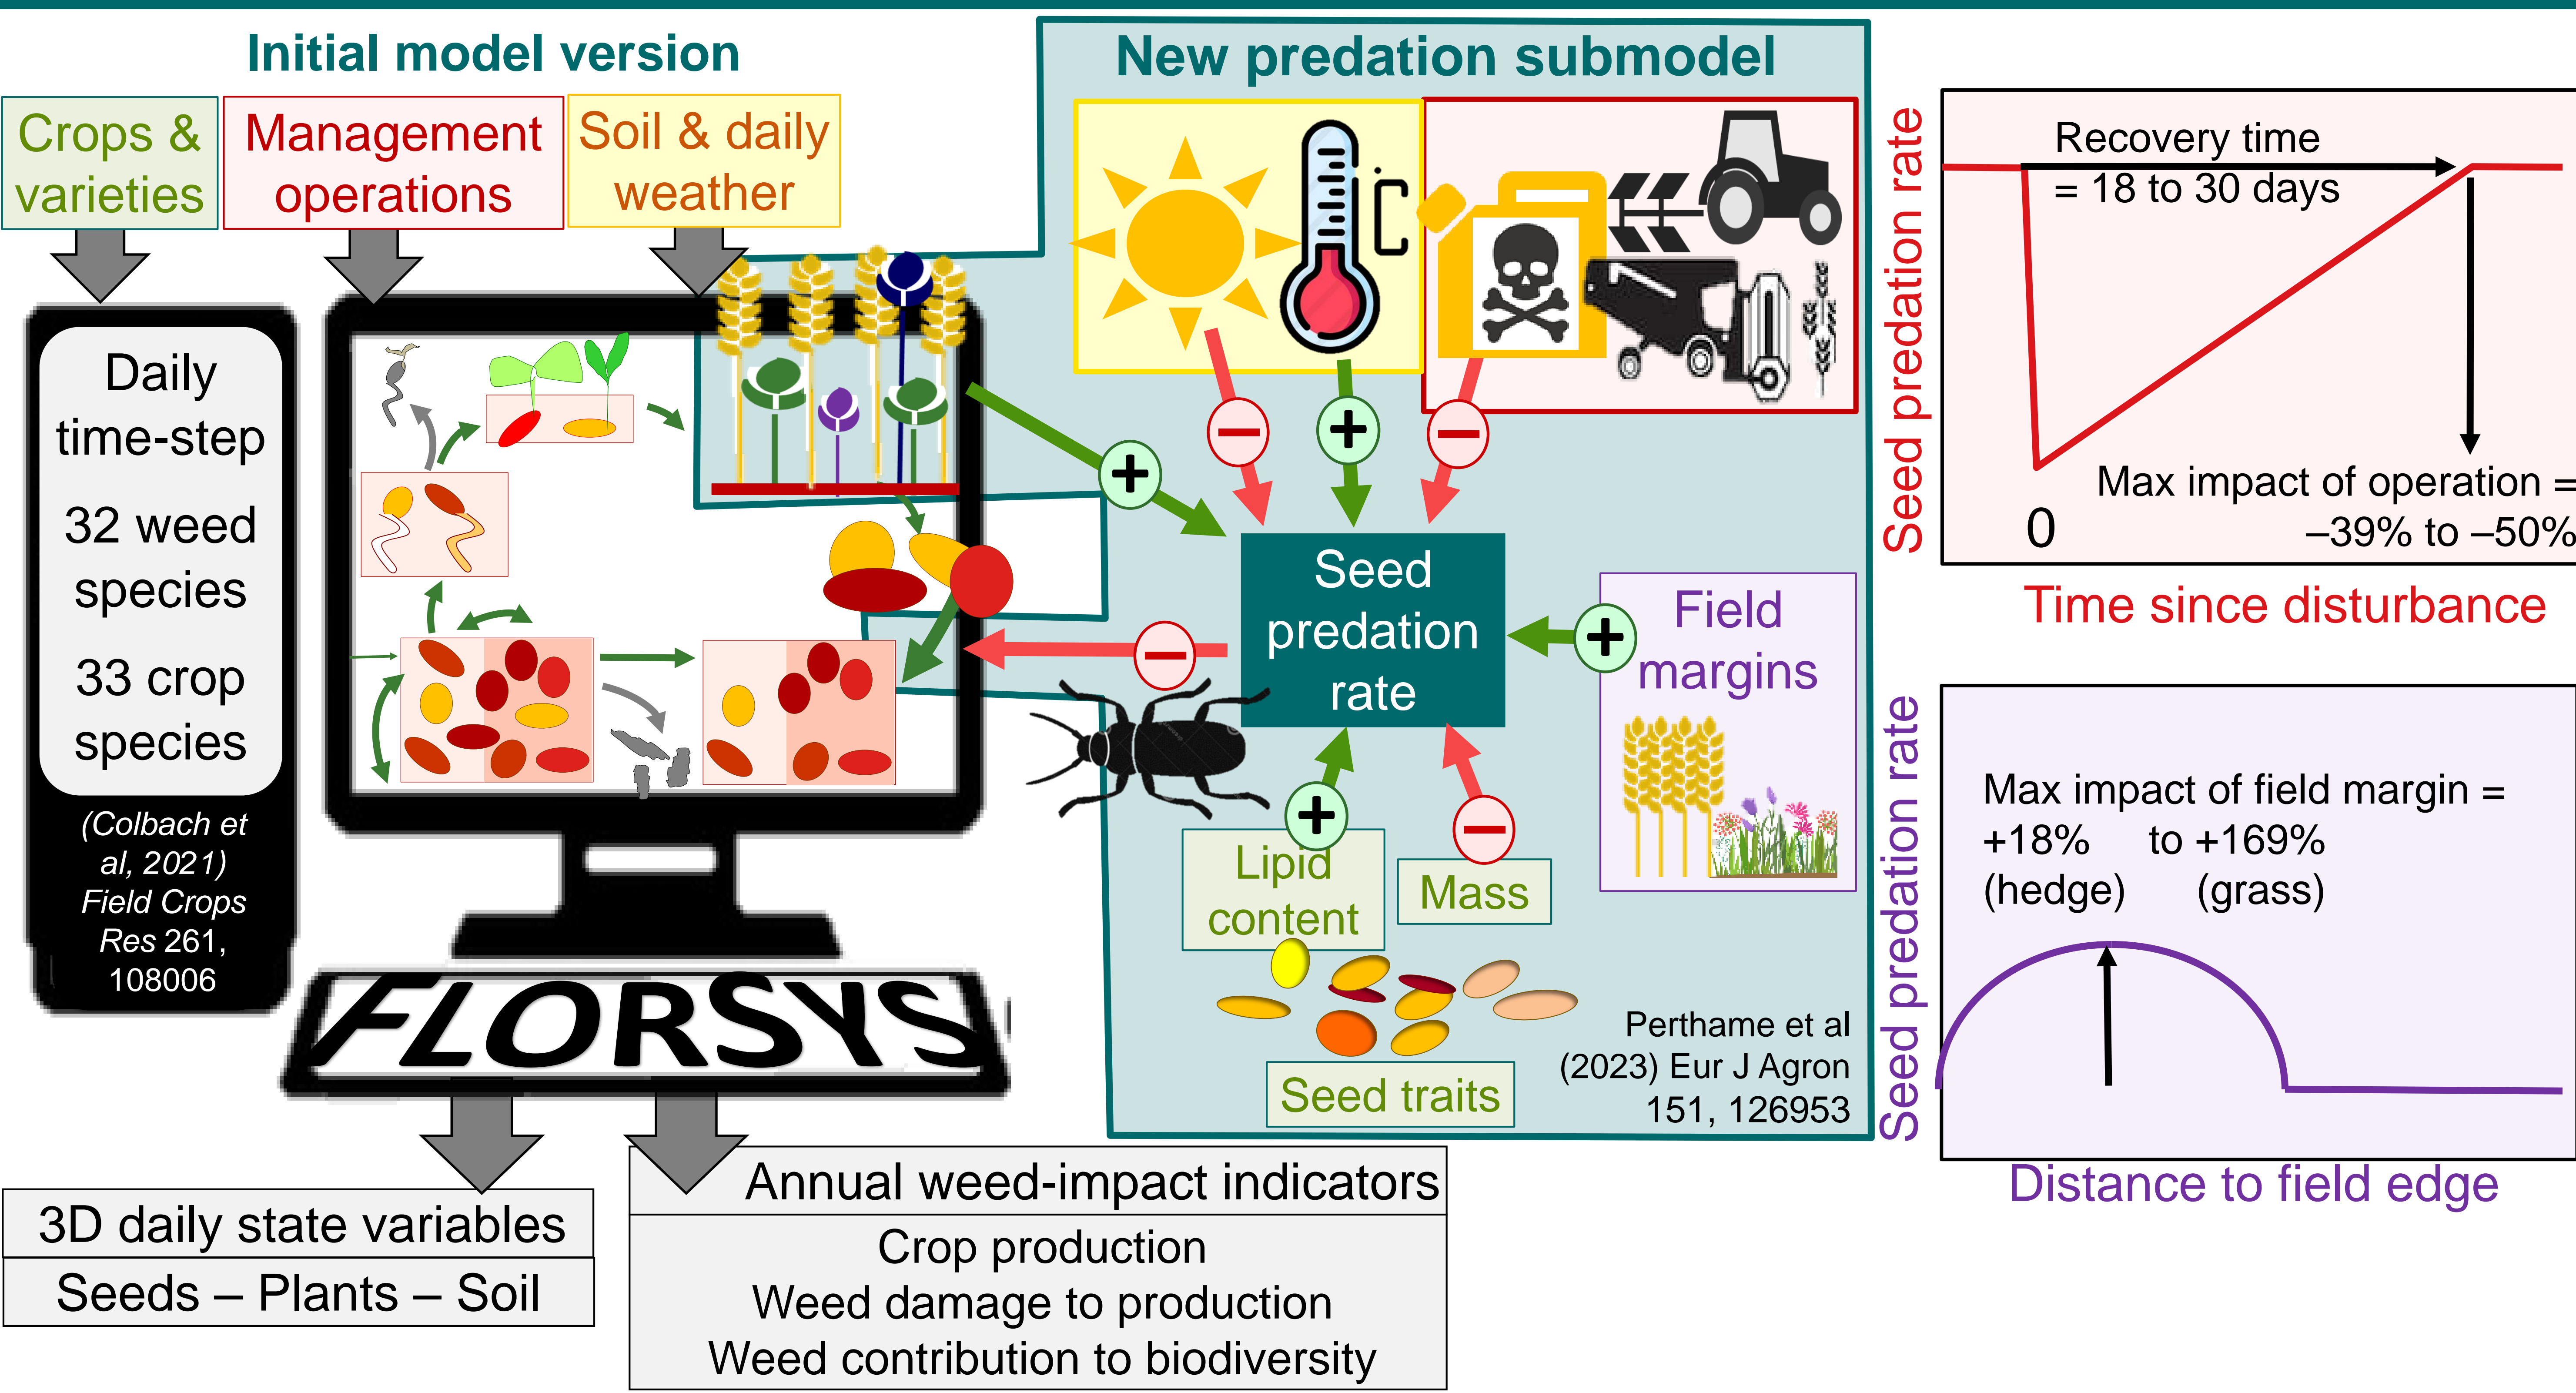 Initial model version
Crops &
varieties
Management
operations
Soil & daily
weather
Daily
time-step
32 weed
species
33 crop
species
(Colbach et
al, 2021)
Field Crops
Res 261,
108006
FLORSYS
3D daily state variables
Seeds – Plants – Soil
Annual weed-impact indicators
Crop production
Weed damage to production
Weed contribution to biodiversity
New predation submodel
°C
–
+
–
+
Seed
predation
rate
–
+
Field
margins
+
–
Lipid
content
Mass
Seed traits
Perthame et al
(2023) Eur J Agron
151, 126953
Seed predation rate
Recovery time
= 18 to 30 days
Max impact of operation =
0
–39% to –50%
Time since disturbance
Seed predation rate
Max impact of field margin =
+18% to +169%
(hedge) (grass)
Distance to field edge